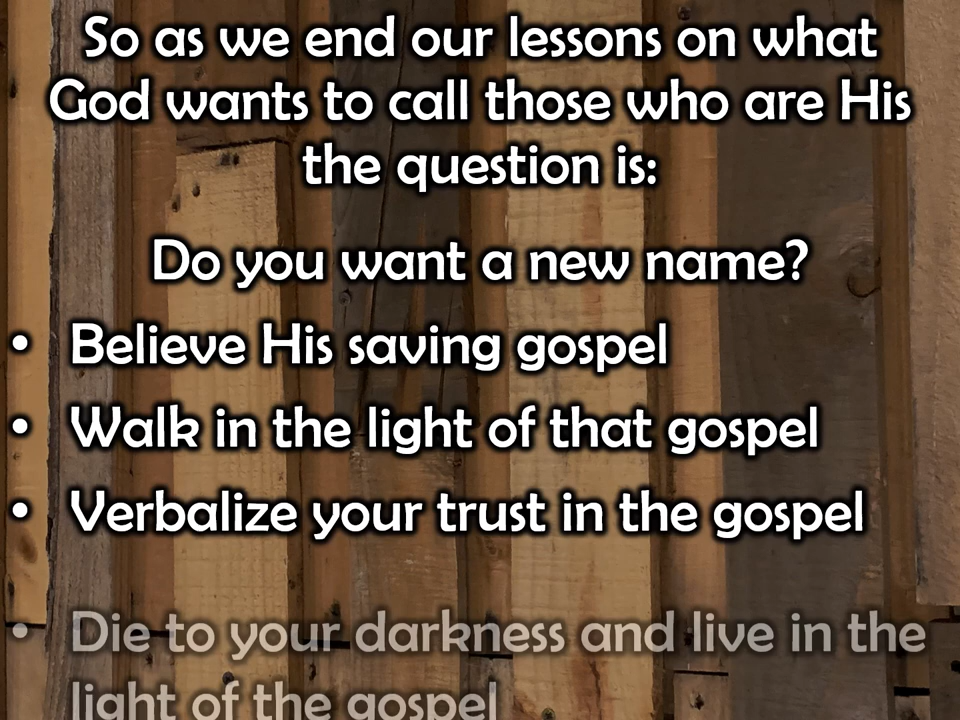 So as we end our lessons on what
God wants to call those who are His
the question is:
Do you want a new name?
• Believe His saving gospel
• Walk in the light of that gospel
• Verbalize your trust in the gospel
• Die to your darkness and live in the
light of the gospel